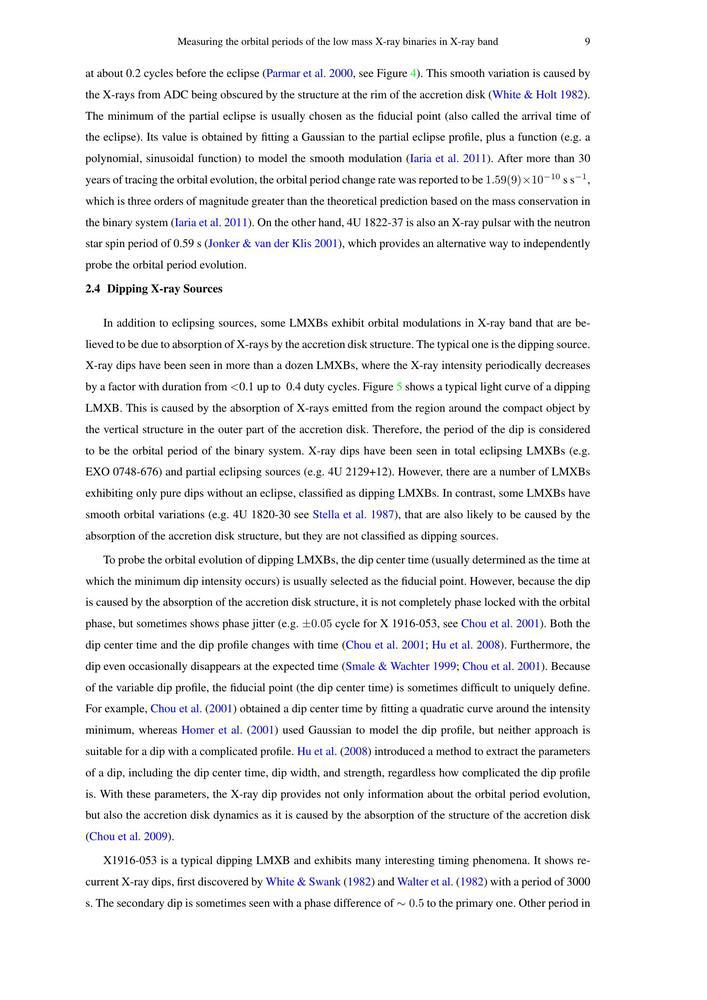 Measuring the orbital periods of the low mass X-ray binaries in X-ray band 9
at about 0.2 cycles before the eclipse (Parmar et al. 2000, see Figure 4). This smooth variation is caused by
the X-rays from ADC being obscured by the structure at the rim of the accretion disk (White & Holt 1982).
The minimum of the partial eclipse is usually chosen as the fiducial point (also called the arrival time of
the eclipse). Its value is obtained by fitting a Gaussian to the partial eclipse profile, plus a function (e.g. a
polynomial, sinusoidal function) to model the smooth modulation (Iaria et al. 2011). After more than 30
years of tracing the orbital evolution, the orbital period change rate was reported to be 1.59(9)×10⁻¹⁰ s s⁻¹,
which is three orders of magnitude greater than the theoretical prediction based on the mass conservation in
the binary system (Iaria et al. 2011). On the other hand, 4U 1822-37 is also an X-ray pulsar with the neutron
star spin period of 0.59 s (Jonker & van der Klis 2001), which provides an alternative way to independently
probe the orbital period evolution.
2.4 Dipping X-ray Sources
In addition to eclipsing sources, some LMXBs exhibit orbital modulations in X-ray band that are be-
lieved to be due to absorption of X-rays by the accretion disk structure. The typical one is the dipping source.
X-ray dips have been seen in more than a dozen LMXBs, where the X-ray intensity periodically decreases
by a factor with duration from <0.1 up to 0.4 duty cycles. Figure 5 shows a typical light curve of a dipping
LMXB. This is caused by the absorption of X-rays emitted from the region around the compact object by
the vertical structure in the outer part of the accretion disk. Therefore, the period of the dip is considered
to be the orbital period of the binary system. X-ray dips have been seen in total eclipsing LMXBs (e.g.
EXO 0748-676) and partial eclipsing sources (e.g. 4U 2129+12). However, there are a number of LMXBs
exhibiting only pure dips without an eclipse, classified as dipping LMXBs. In contrast, some LMXBs have
smooth orbital variations (e.g. 4U 1820-30 see Stella et al. 1987), that are also likely to be caused by the
absorption of the accretion disk structure, but they are not classified as dipping sources.
To probe the orbital evolution of dipping LMXBs, the dip center time (usually determined as the time at
which the minimum dip intensity occurs) is usually selected as the fiducial point. However, because the dip
is caused by the absorption of the accretion disk structure, it is not completely phase locked with the orbital
phase, but sometimes shows phase jitter (e.g. ±0.05 cycle for X 1916-053, see Chou et al. 2001). Both the
dip center time and the dip profile changes with time (Chou et al. 2001; Hu et al. 2008). Furthermore, the
dip even occasionally disappears at the expected time (Smale & Wachter 1999; Chou et al. 2001). Because
of the variable dip profile, the fiducial point (the dip center time) is sometimes difficult to uniquely define.
For example, Chou et al. (2001) obtained a dip center time by fitting a quadratic curve around the intensity
minimum, whereas Homer et al. (2001) used Gaussian to model the dip profile, but neither approach is
suitable for a dip with a complicated profile. Hu et al. (2008) introduced a method to extract the parameters
of a dip, including the dip center time, dip width, and strength, regardless how complicated the dip profile
is. With these parameters, the X-ray dip provides not only information about the orbital period evolution,
but also the accretion disk dynamics as it is caused by the absorption of the structure of the accretion disk
(Chou et al. 2009).
X1916-053 is a typical dipping LMXB and exhibits many interesting timing phenomena. It shows re-
current X-ray dips, first discovered by White & Swank (1982) and Walter et al. (1982) with a period of 3000
s. The secondary dip is sometimes seen with a phase difference of ∼ 0.5 to the primary one. Other period in